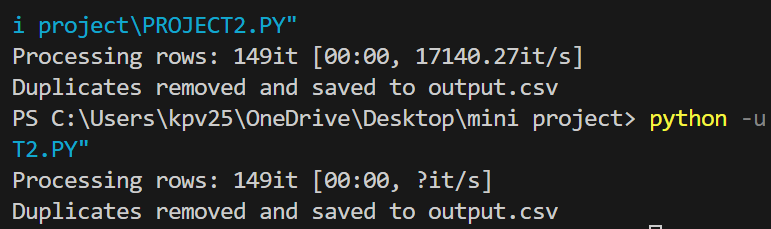 i project\PROJECT2.PY"
Processing rows: 149it [00:00, 17140.27it/s]
Duplicates removed and saved to output.csv
PS C:\Users\kpv25\OneDrive\Desktop\mini project> python -u
T2.PY"
Processing rows: 149it [00:00, ?it/s]
Duplicates removed and saved to output.csv